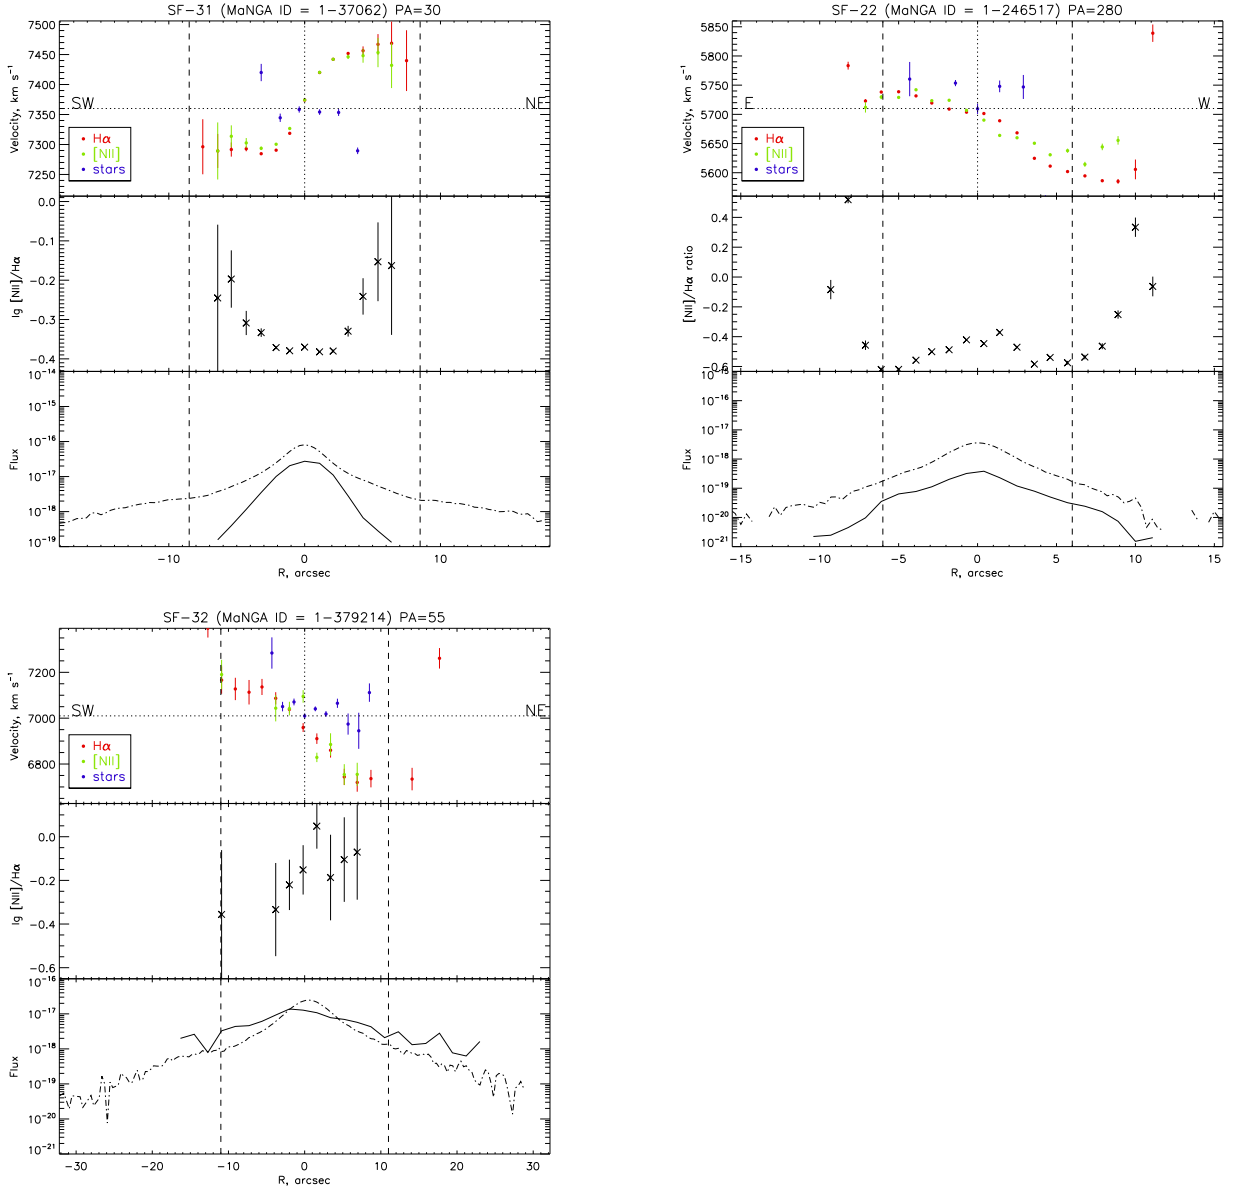 SF-31 (MaNGA ID = 1-37062) PA=30
Velocity, km s⁻¹
7500
7450
7400
7350
7300
7250
SW
NE
Hα
[NII]
stars
lg [NII]/Hα
0.0
-0.1
-0.2
-0.3
-0.4
Flux
10⁻¹⁴
10⁻¹⁵
10⁻¹⁶
10⁻¹⁷
10⁻¹⁸
10⁻¹⁹
-10
0
10
R, arcsec
SF-22 (MaNGA ID = 1-246517) PA=280
Velocity, km s⁻¹
5850
5800
5750
5700
5650
5600
E
W
Hα
[NII]
stars
[NII]/Hα ratio
0.4
0.2
0.0
-0.2
-0.4
-0.6
Flux
10⁻¹⁵
10⁻¹⁶
10⁻¹⁷
10⁻¹⁸
10⁻¹⁹
10⁻²⁰
10⁻²¹
-15
-10
-5
0
5
10
15
R, arcsec
SF-32 (MaNGA ID = 1-379214) PA=55
Velocity, km s⁻¹
7200
7000
6800
SW
NE
Hα
[NII]
stars
lg [NII]/Hα
0.0
-0.2
-0.4
-0.6
Flux
10⁻¹⁶
10⁻¹⁷
10⁻¹⁸
10⁻¹⁹
10⁻²⁰
10⁻²¹
-30
-20
-10
0
10
20
30
R, arcsec